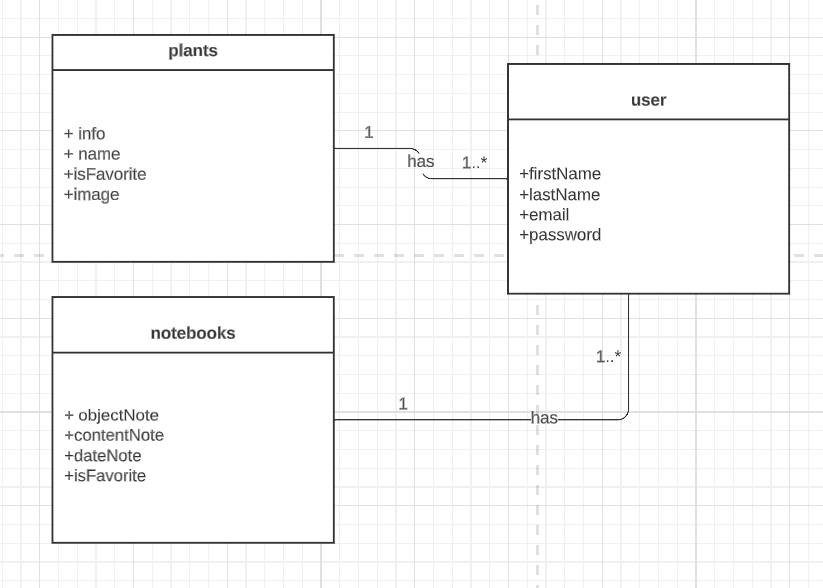 plants
+ info
+ name
+isFavorite
+image
1
has
1..*
user
+firstName
+lastName
+email
+password
notebooks
+ objectNote
+contentNote
+dateNote
+isFavorite
1
has
1..*